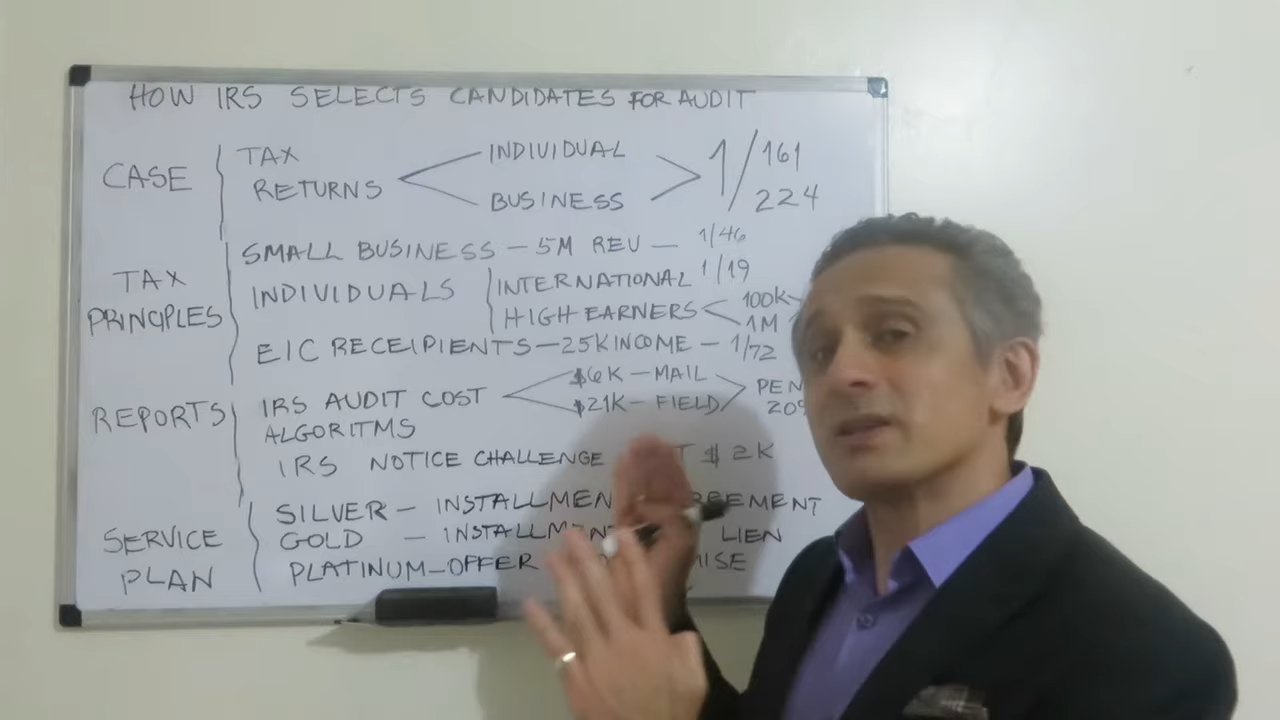 HOW IRS SELECTS CANDIDATES FOR AUDIT
CASE
TAX
RETURNS
INDIVIDUAL
BUSINESS
1/161
224
TAX
PRINCIPLES
SMALL BUSINESS - 5M REV - 1/46
INDIVIDUALS
INTERNATIONAL 1/19
HIGH EARNERS
100K
1M
EIC RECEIPIENTS - 25K INCOME - 1/72
REPORTS
IRS AUDIT COST
$6K - MAIL
$21K - FIELD
PEN
ALGORITMS
IRS NOTICE CHALLENGE $2K
SERVICE
PLAN
SILVER - INSTALLMEN REEMENT
GOLD - INSTALLMENT LIEN
PLATINUM - OFFER MISE